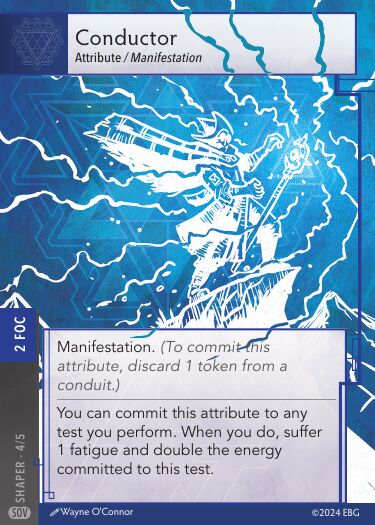 Conductor
Attribute / Manifestation
2 FOC
Manifestation. (To commit this
attribute, discard 1 token from a
conduit.)
You can commit this attribute to any
test you perform. When you do, suffer
1 fatigue and double the energy
committed to this test.
SOV SHAPER - 4/5
Wayne O'Connor
©2024 EBG